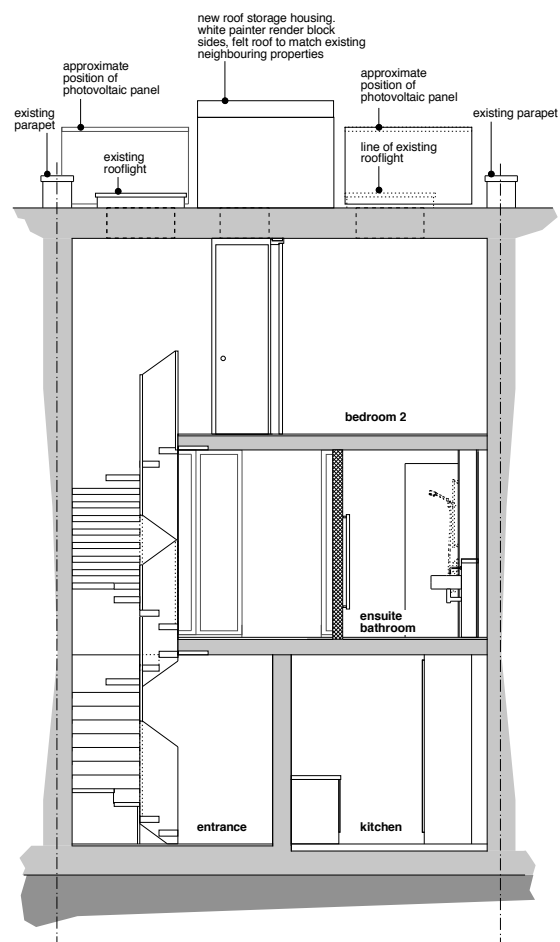 new roof storage housing.
white painter render block
sides, felt roof to match existing
neighbouring properties
approximate
position of
photovoltaic panel
approximate
position of
photovoltaic panel
existing
parapet
existing parapet
existing
rooflight
line of existing
rooflight
bedroom 2
ensuite
bathroom
entrance
kitchen